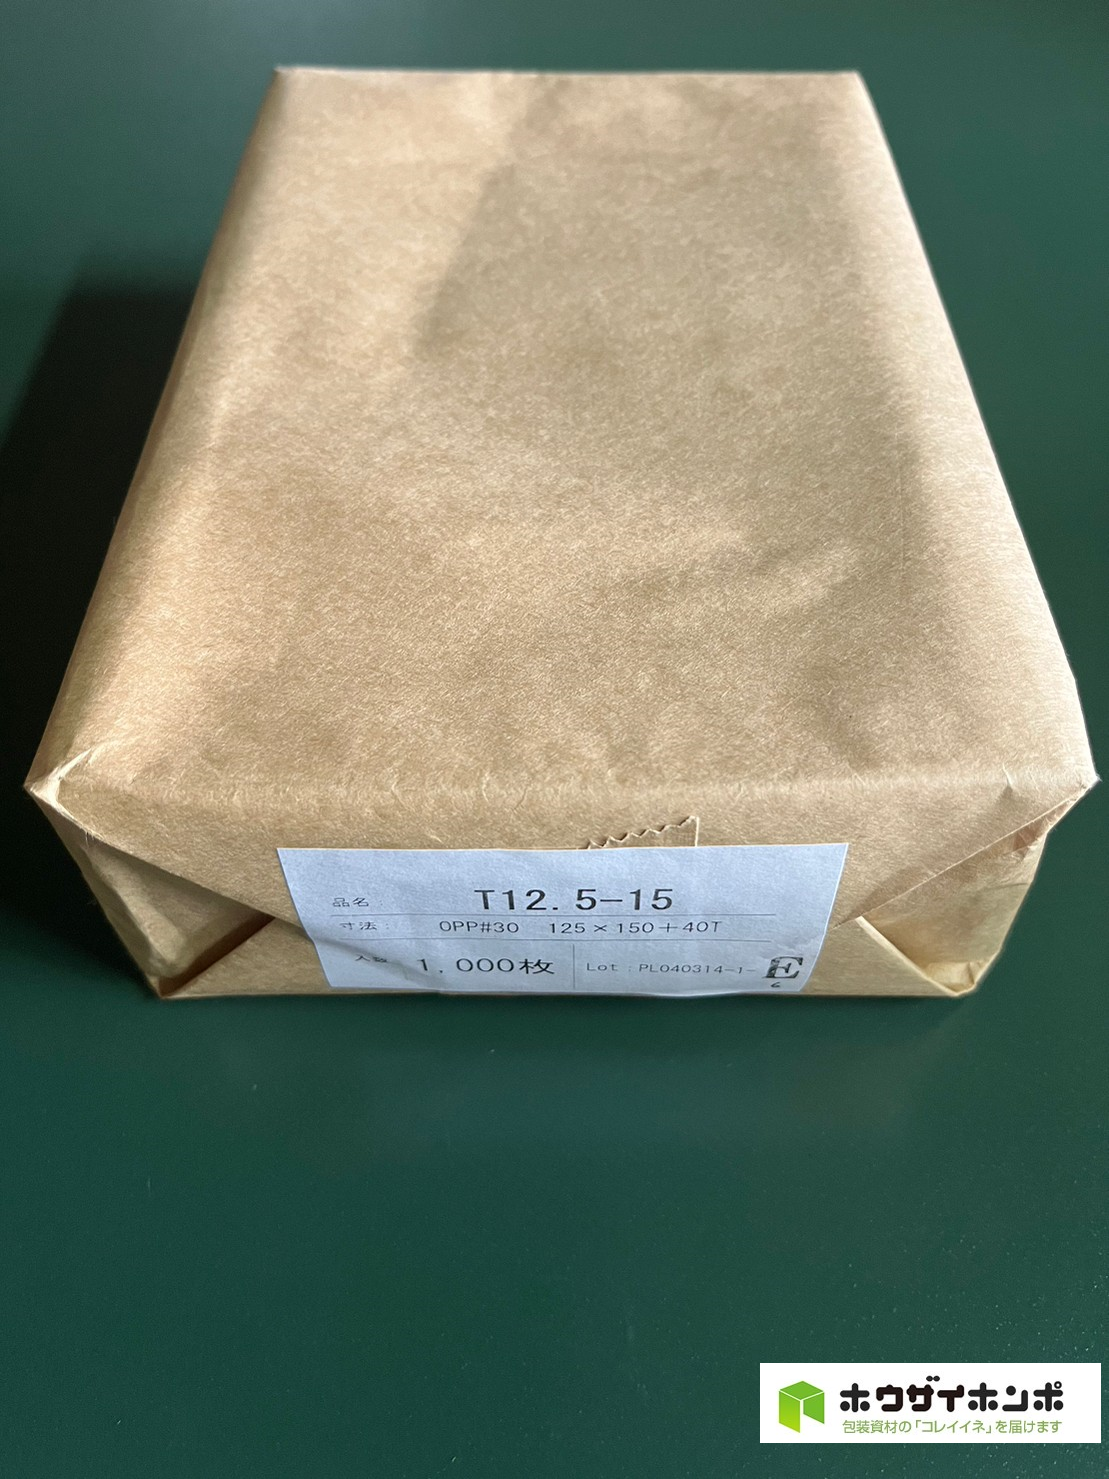 品名： T12.5-15
寸法： OPP#30 125×150＋40T
入数： 1,000枚 Lot：PL040314-1- E
6
ホウザイホンポ
包装資材の「コレイイネ」を届けます